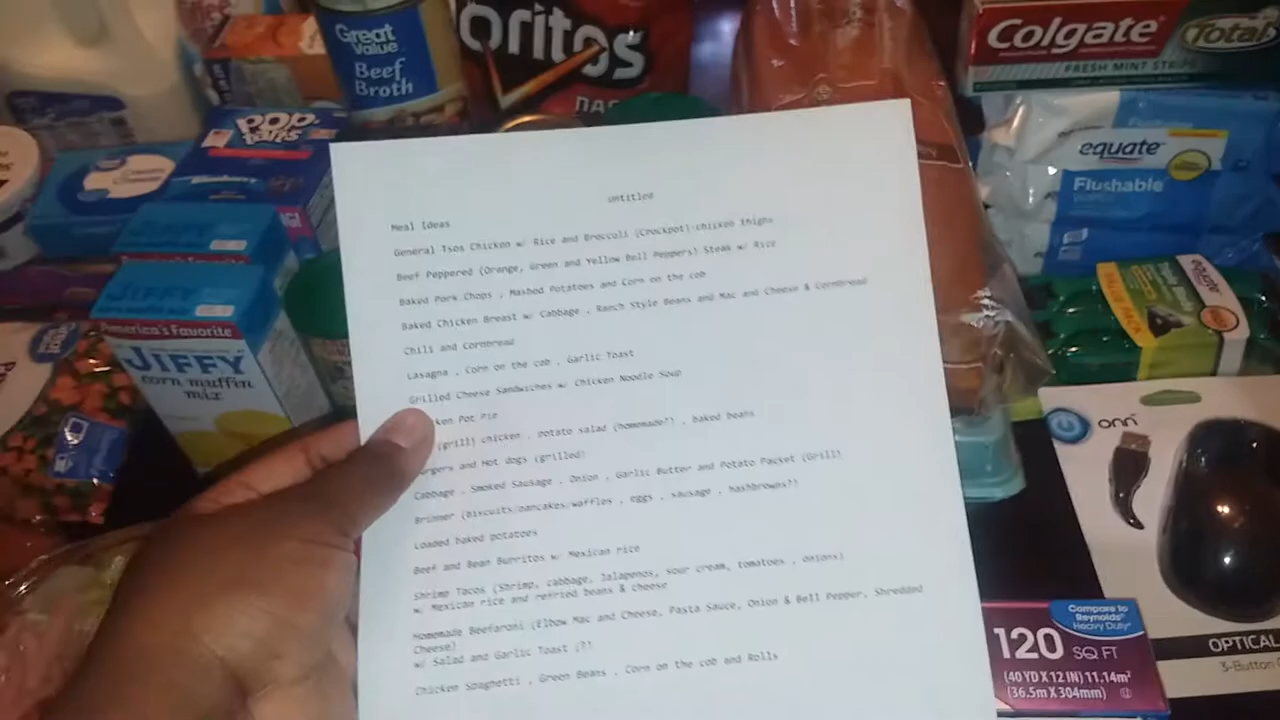 Great Value
Beef Broth
oritos
NAC
Colgate Total
FRESH MINT STRIPE
POP tarts
equate
Flushable
America's Favorite
JIFFY
corn muffin mix
onn
OPTICAL
3-Button
Compare to Reynolds' Heavy Duty
120 SQ FT
(40 YD X 12 IN) 11.14m²
(36.5m X 304mm)
Untitled
Meal Ideas
General Tsos Chicken w/ Rice and Broccoli (Crockpot) chicken thighs
Beef Peppered (Orange, Green and Yellow Bell Peppers) Steak w/ Rice
Baked Pork Chops , Mashed Potatoes and Corn on the cob
Baked Chicken Breast w/ Cabbage , Ranch Style Beans and Mac and Cheese & Cornbread
Chili and Cornbread
Lasagna , Corn on the cob , Garlic Toast
Grilled Cheese Sandwiches w/ Chicken Noodle Soup
ken Pot Pie
(grill) chicken , potato salad (homemade?) , baked beans
urgers and Hot dogs (grilled)
Cabbage , Smoked Sausage , Onion , Garlic Butter and Potato Packet (Grill)
Brinner (biscuits/pancakes/waffles , eggs , sausage , hashbrowns?)
Loaded baked potatoes
Beef and Bean Burritos w/ Mexican rice
Shrimp Tacos (Shrimp, cabbage, Jalapenos, sour cream, tomatoes , onions)
w/ Mexican rice and refried beans & cheese
Homemade Beefaroni (Elbow Mac and Cheese, Pasta Sauce, Onion & Bell Pepper, Shredded
Cheese)
w/ Salad and Garlic Toast (?)
Chicken Spaghetti , Green Beans , Corn on the cob and Rolls